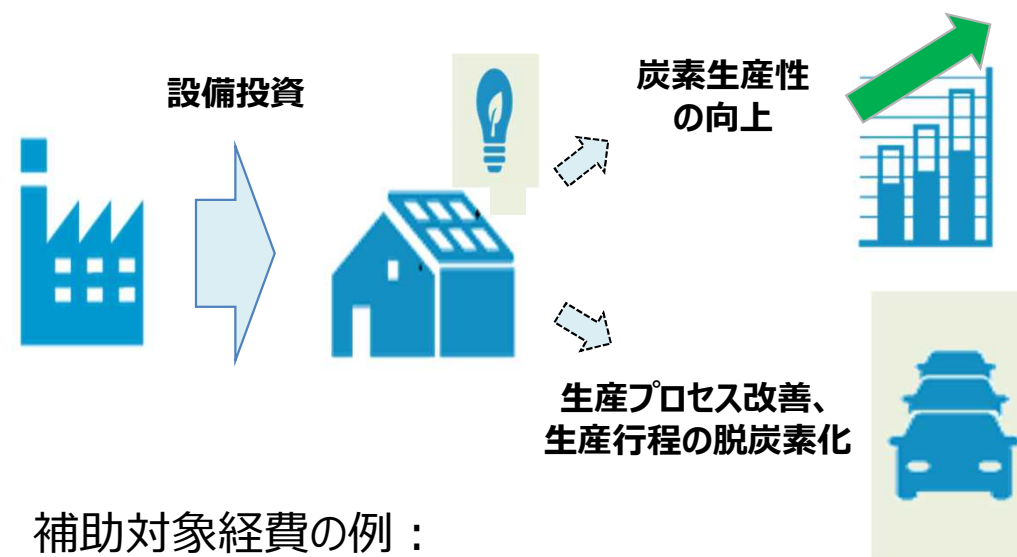 設備投資
炭素生産性
の向上
生産プロセス改善、
生産行程の脱炭素化
補助対象経費の例：